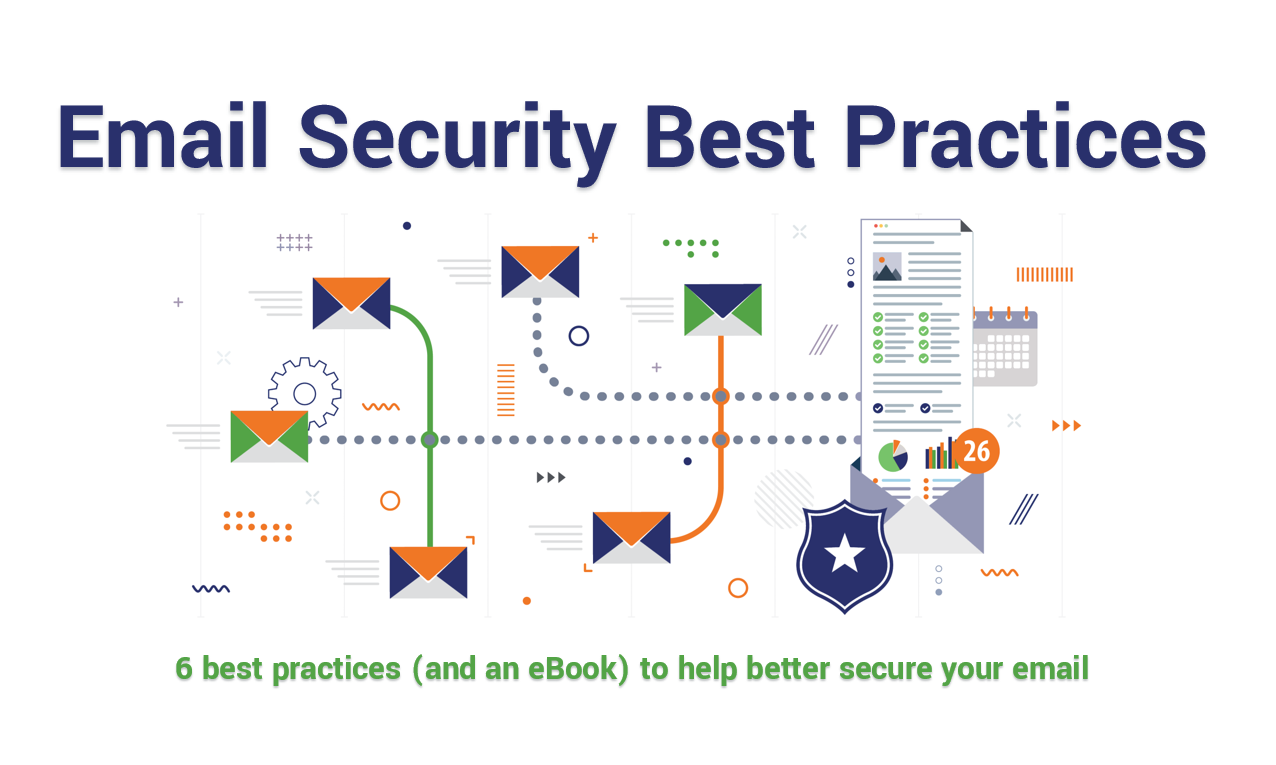 Email Security Best Practices
26
6 best practices (and an eBook) to help better secure your email